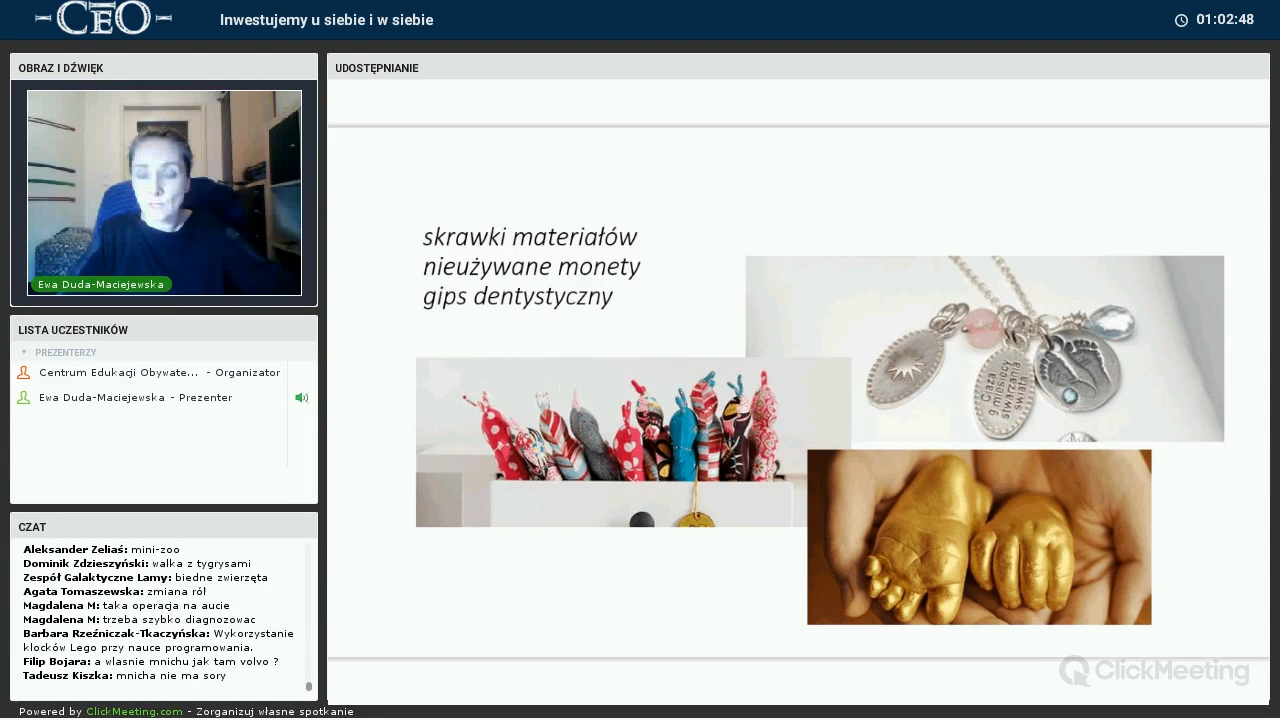 CEO
Inwestujemy u siebie i w siebie
01:02:48
OBRAZ I DŹWIĘK
Ewa Duda-Maciejewska
LISTA UCZESTNIKÓW
PREZENTERZY
Centrum Edukacji Obywate... - Organizator
Ewa Duda-Maciejewska - Prezenter
CZAT
Aleksander Zeliaś: mini-zoo
Dominik Zdzieszyński: walka z tygrysami
Zespół Galaktyczne Lamy: biedne zwierzęta
Agata Tomaszewska: zmiana ról
Magdalena M: taka operacja na aucie
Magdalena M: trzeba szybko diagnozowac
Barbara Rzeźniczak-Tkaczyńska: Wykorzystanie
klocków Lego przy nauce programowania.
Filip Bojara: a wlasnie mnichu jak tam volvo ?
Tadeusz Kiszka: mnicha nie ma sory
Powered by ClickMeeting.com - Zorganizuj własne spotkanie
UDOSTĘPNIANIE
skrawki materiałów
nieużywane monety
gips dentystyczny
9 miesięcy
stwarzania
świata
ClickMeeting